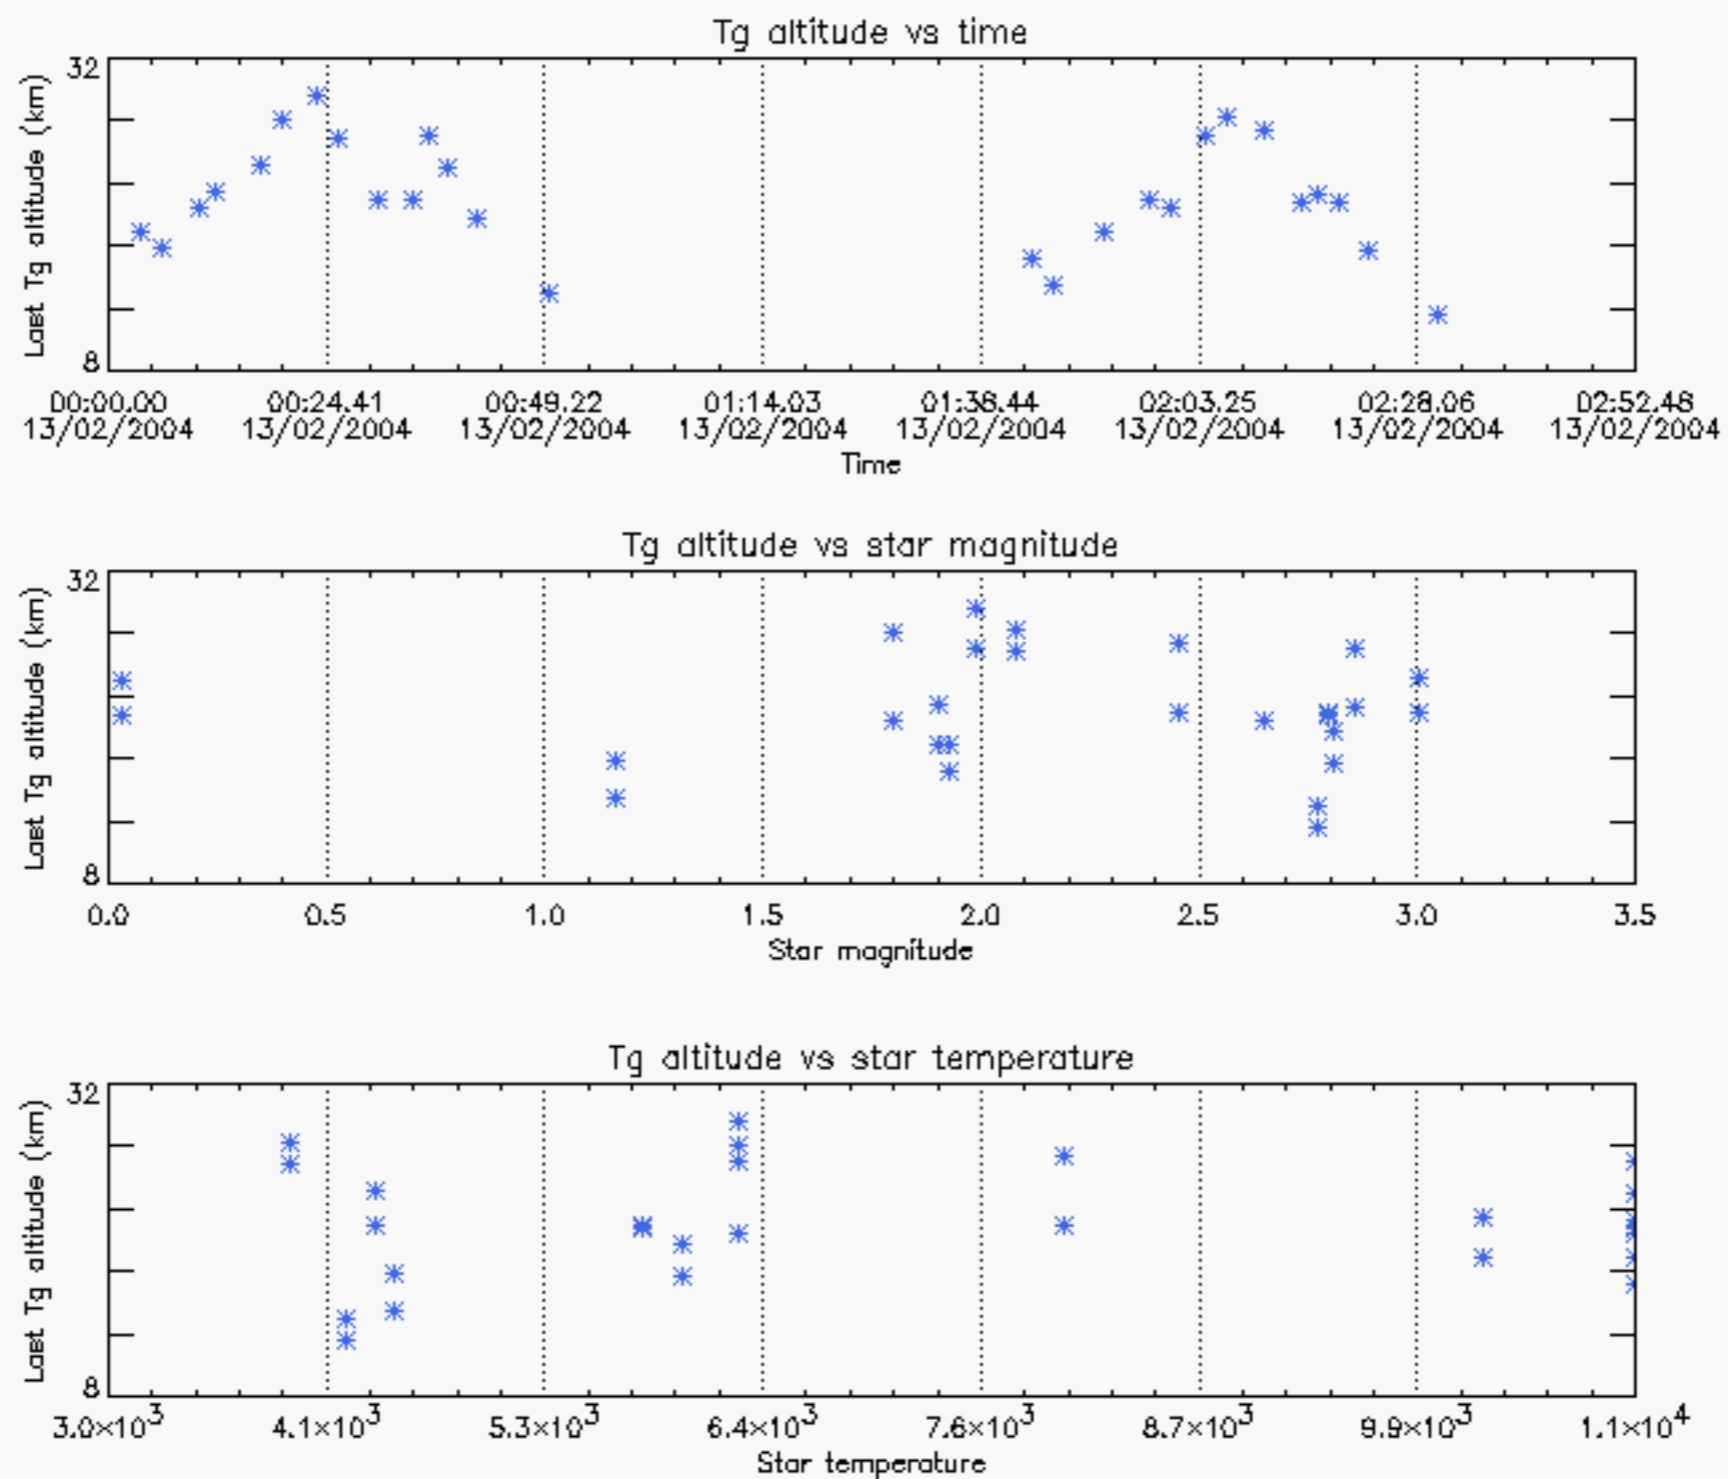 Tg altitude vs time
32
Last Tg altitude (km)
8
00:00.00 00:24.41 00:49.22 01:14.03 01:38.44 02:03.25 02:28.06 02:52.48
13/02/2004 13/02/2004 13/02/2004 13/02/2004 13/02/2004 13/02/2004 13/02/2004 13/02/2004
Time
Tg altitude vs star magnitude
32
Last Tg altitude (km)
8
0.0 0.5 1.0 1.5 2.0 2.5 3.0 3.5
Star magnitude
Tg altitude vs star temperature
32
Last Tg altitude (km)
8
3.0×10³ 4.1×10³ 5.3×10³ 6.4×10³ 7.6×10³ 8.7×10³ 9.9×10³ 1.1×10⁴
Star temperature